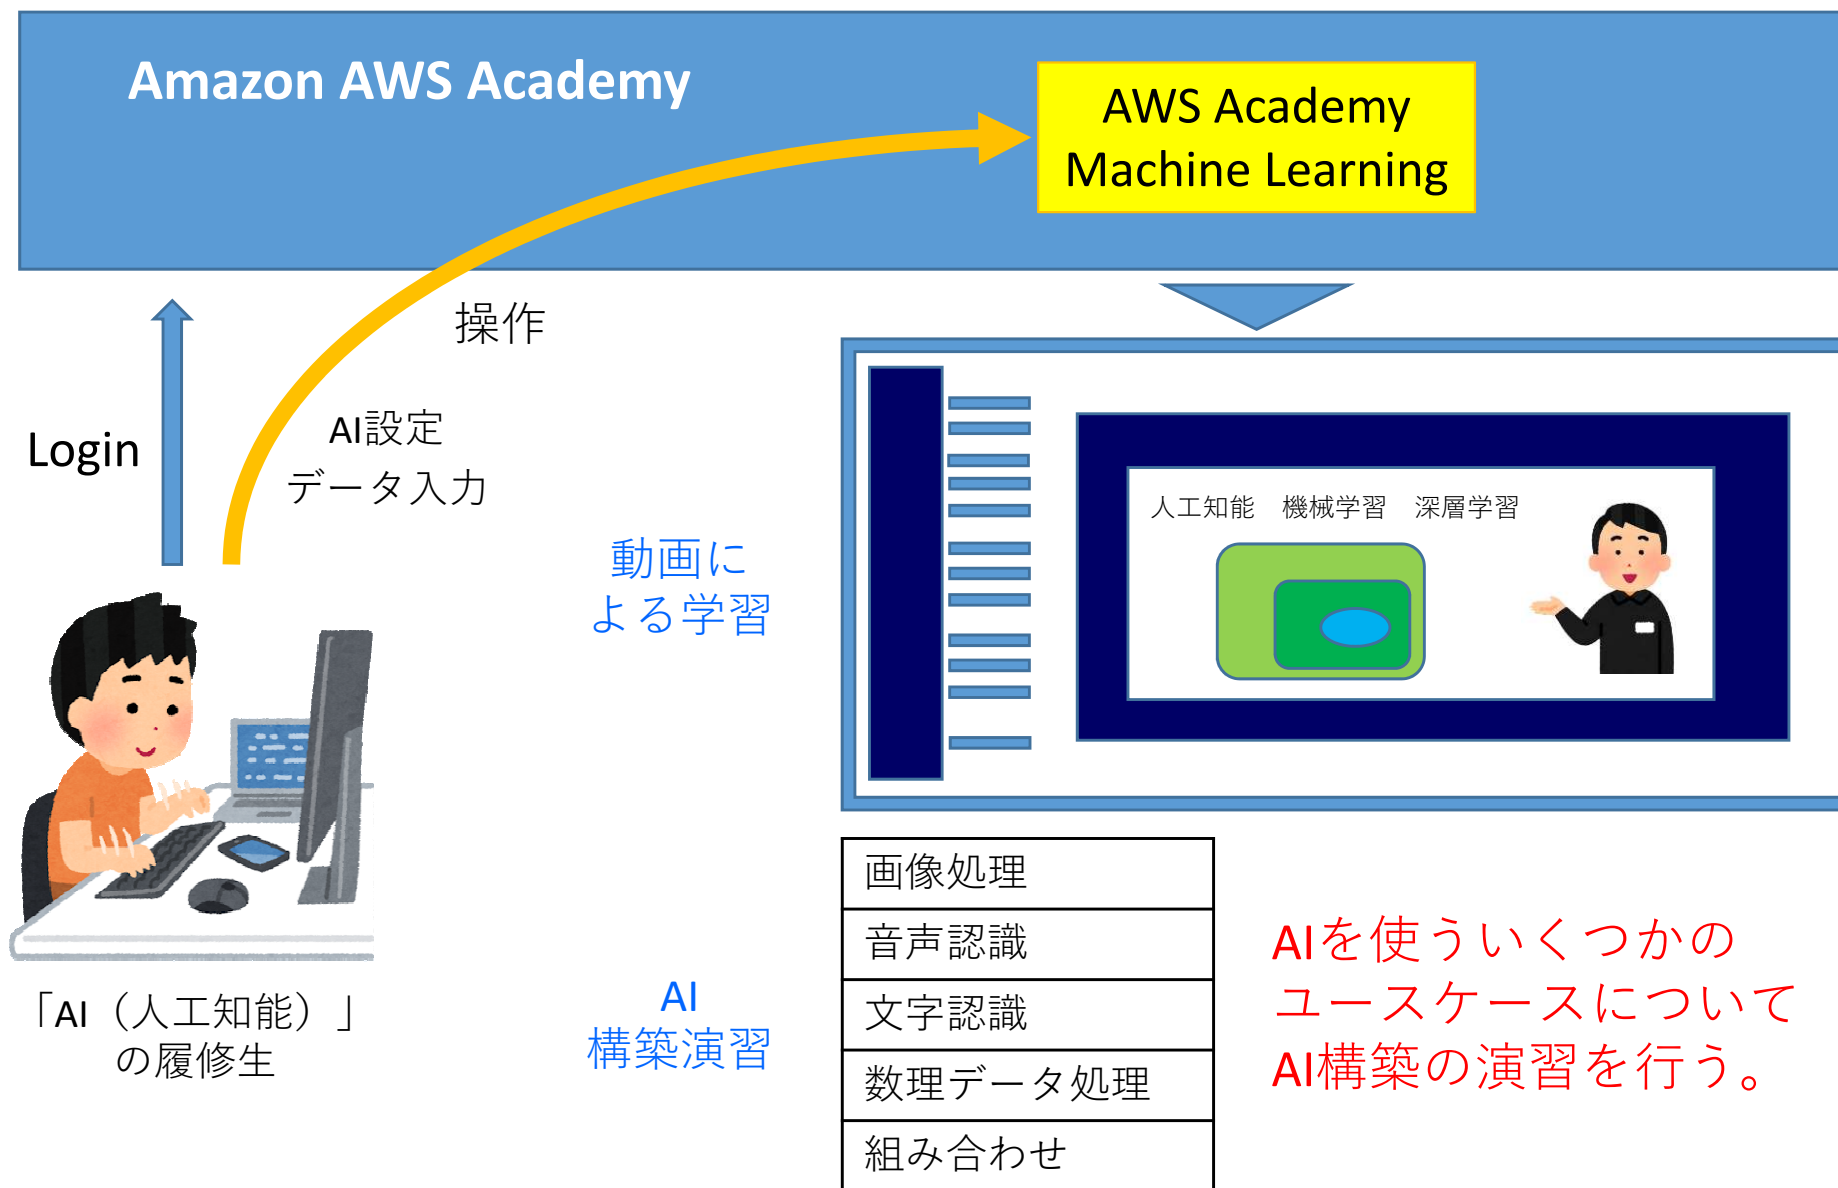 Amazon AWS Academy
AWS Academy
Machine Learning
操作
Login
AI設定
データ入力
動画に
よる学習
人工知能 機械学習 深層学習
「AI（人工知能）」
の履修生
AI
構築演習
画像処理
音声認識
文字認識
数理データ処理
組み合わせ
AIを使ういくつかの
ユースケースについて
AI構築の演習を行う。